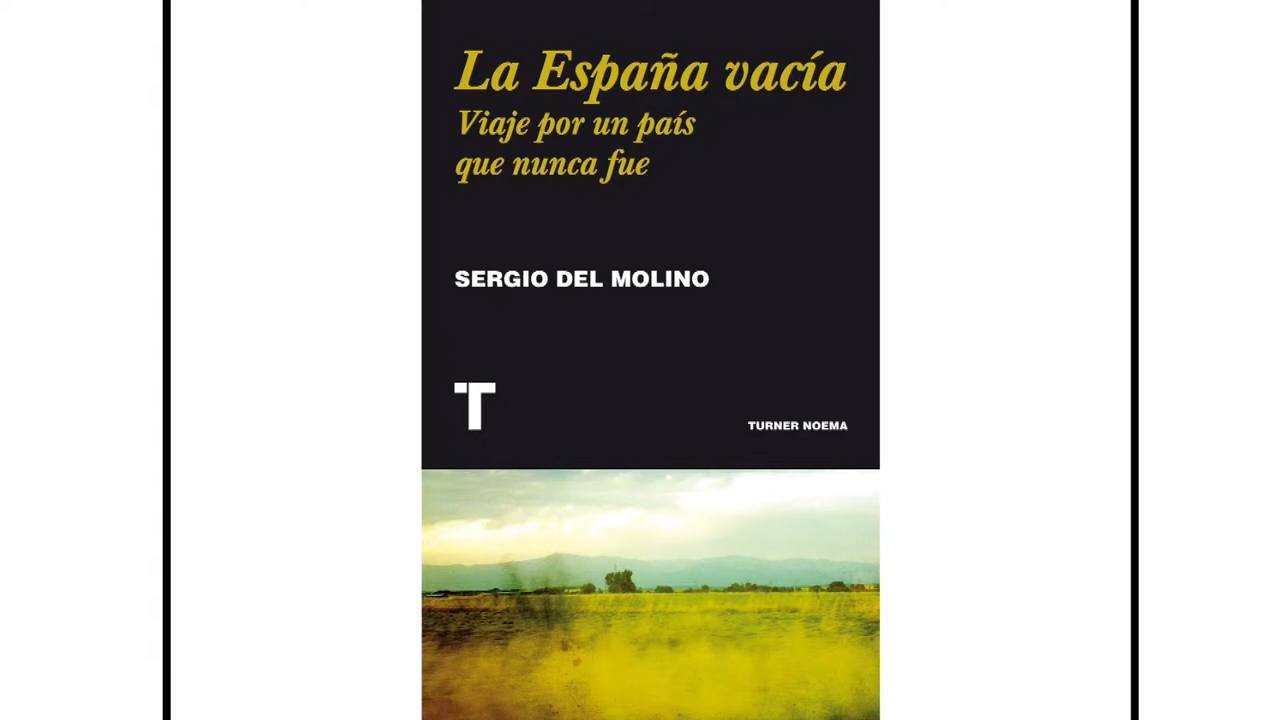 La España vacía
Viaje por un país
que nunca fue
SERGIO DEL MOLINO
T
TURNER NOEMA